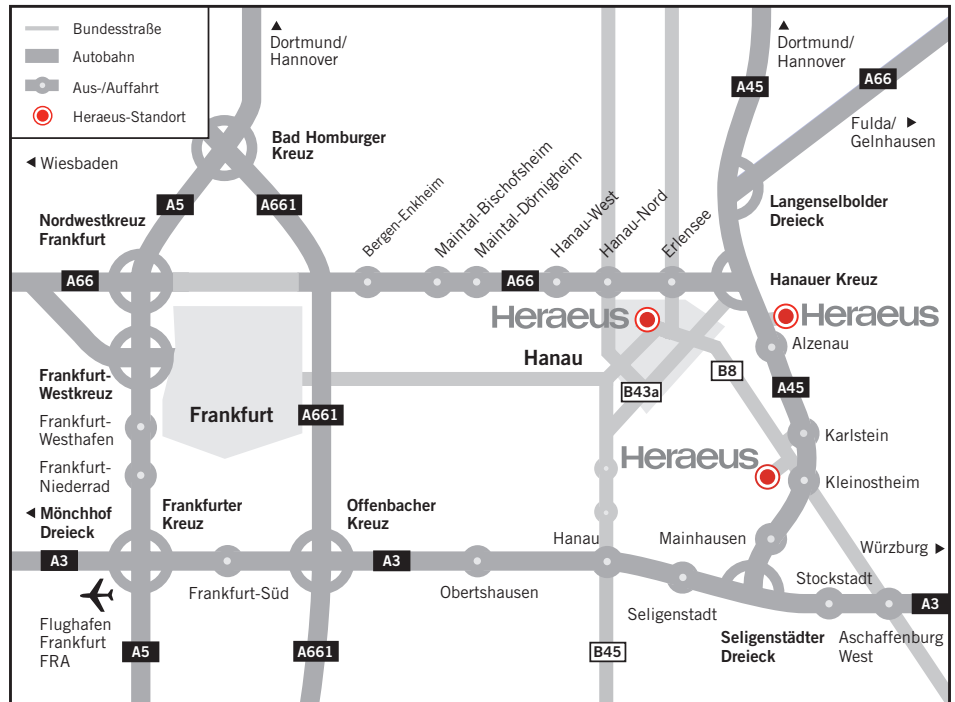 Bundesstraße
Autobahn
Aus-/Auffahrt
Heraeus-Standort
▲
Dortmund/
Hannover
▲
Dortmund/
Hannover
A45
A66
Fulda/ ►
Gelnhausen
Bad Homburger
Kreuz
◄ Wiesbaden
A5
A661
Nordwestkreuz
Frankfurt
Bergen-Enkheim
Maintal-Bischofsheim
Maintal-Dörnigheim
Hanau-West
Hanau-Nord
Erlensee
Langenselbolder
Dreieck
A66
A66
Hanauer Kreuz
Heraeus
Heraeus
Alzenau
Hanau
B8
B43a
A45
Frankfurt-
Westkreuz
Frankfurt
A661
Frankfurt-
Westhafen
Karlstein
Heraeus
Frankfurt-
Niederrad
Kleinostheim
◄ Mönchhof
Dreieck
Frankfurter
Kreuz
Offenbacher
Kreuz
Hanau
Mainhausen
Würzburg ►
A3
A3
Frankfurt-Süd
Obertshausen
Seligenstadt
Stockstadt
A3
Flughafen
Frankfurt
FRA
A5
A661
B45
Seligenstädter
Dreieck
Aschaffenburg
West